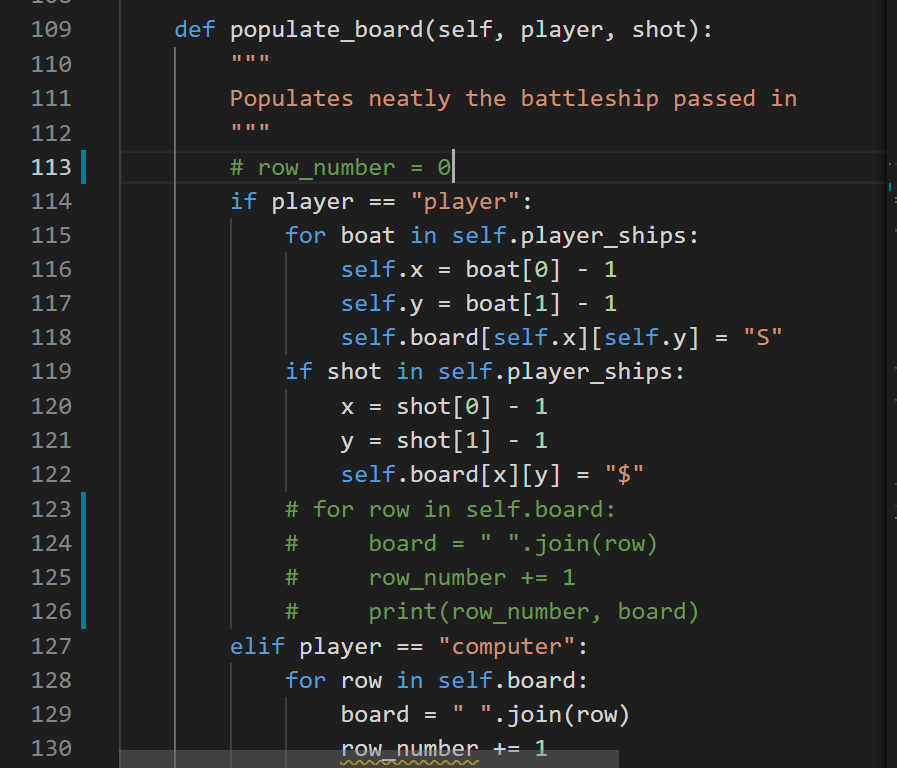 109 def populate_board(self, player, shot):
110 """
111 Populates neatly the battleship passed in
112 """
113 # row_number = 0
114 if player == "player":
115 for boat in self.player_ships:
116 self.x = boat[0] - 1
117 self.y = boat[1] - 1
118 self.board[self.x][self.y] = "S"
119 if shot in self.player_ships:
120 x = shot[0] - 1
121 y = shot[1] - 1
122 self.board[x][y] = "$"
123 # for row in self.board:
124 #     board = " ".join(row)
125 #     row_number += 1
126 #     print(row_number, board)
127 elif player == "computer":
128 for row in self.board:
129 board = " ".join(row)
130 row_number += 1